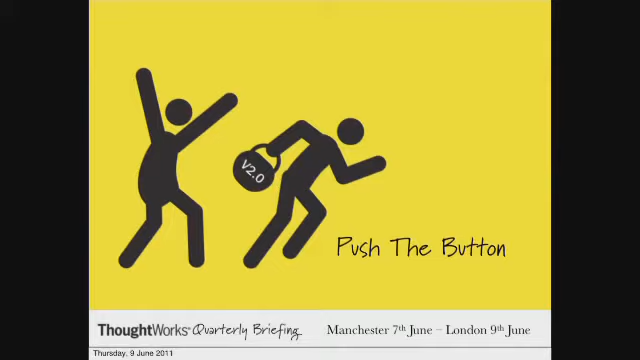 V2.0
Push The Button
ThoughtWorks® Quarterly Briefing
Manchester 7th June – London 9th June
Thursday, 9 June 2011